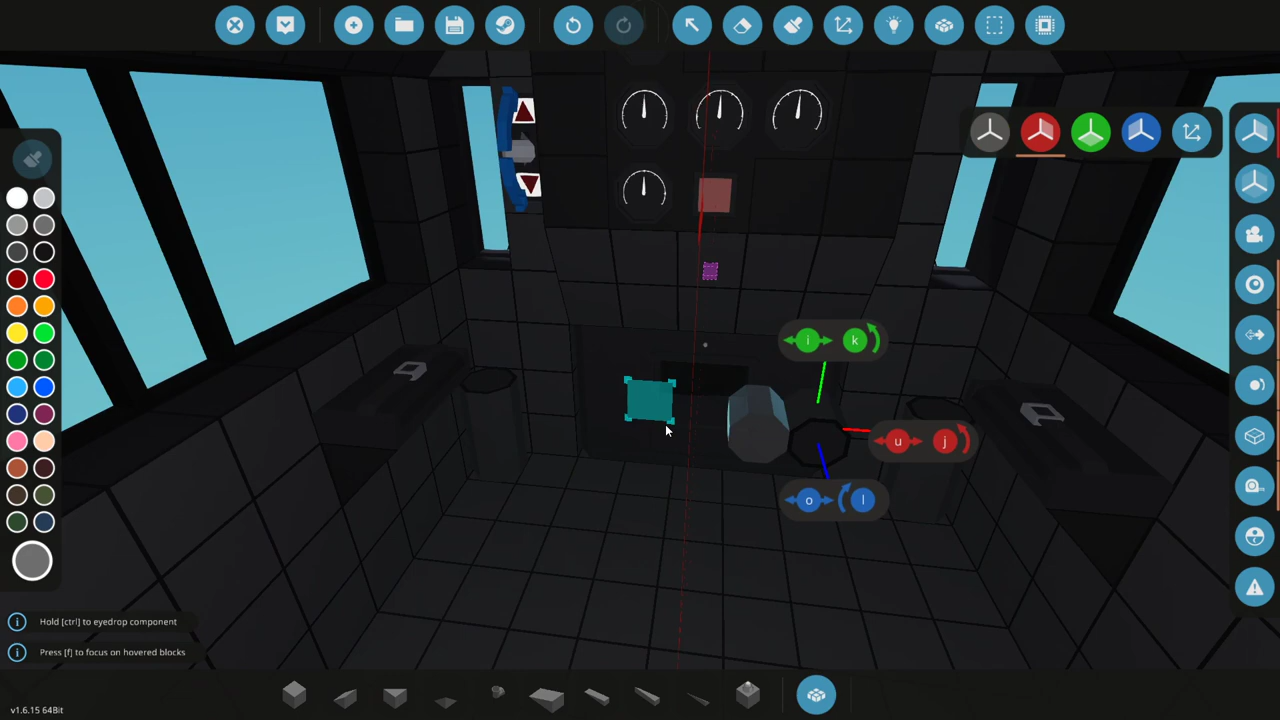 i k
u j
o l
Hold [ctrl] to eyedrop component
Press [f] to focus on hovered blocks
v1.6.15 64Bit